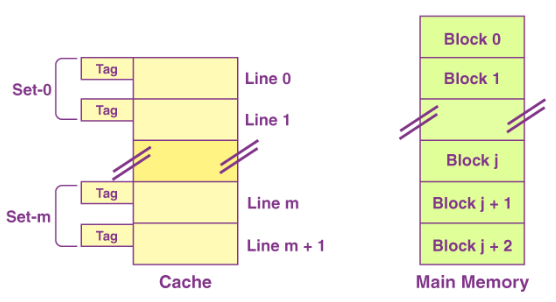 Set-0
Tag
Line 0
Tag
Line 1
Set-m
Tag
Line m
Tag
Line m + 1
Cache
Block 0
Block 1
Block j
Block j + 1
Block j + 2
Main Memory